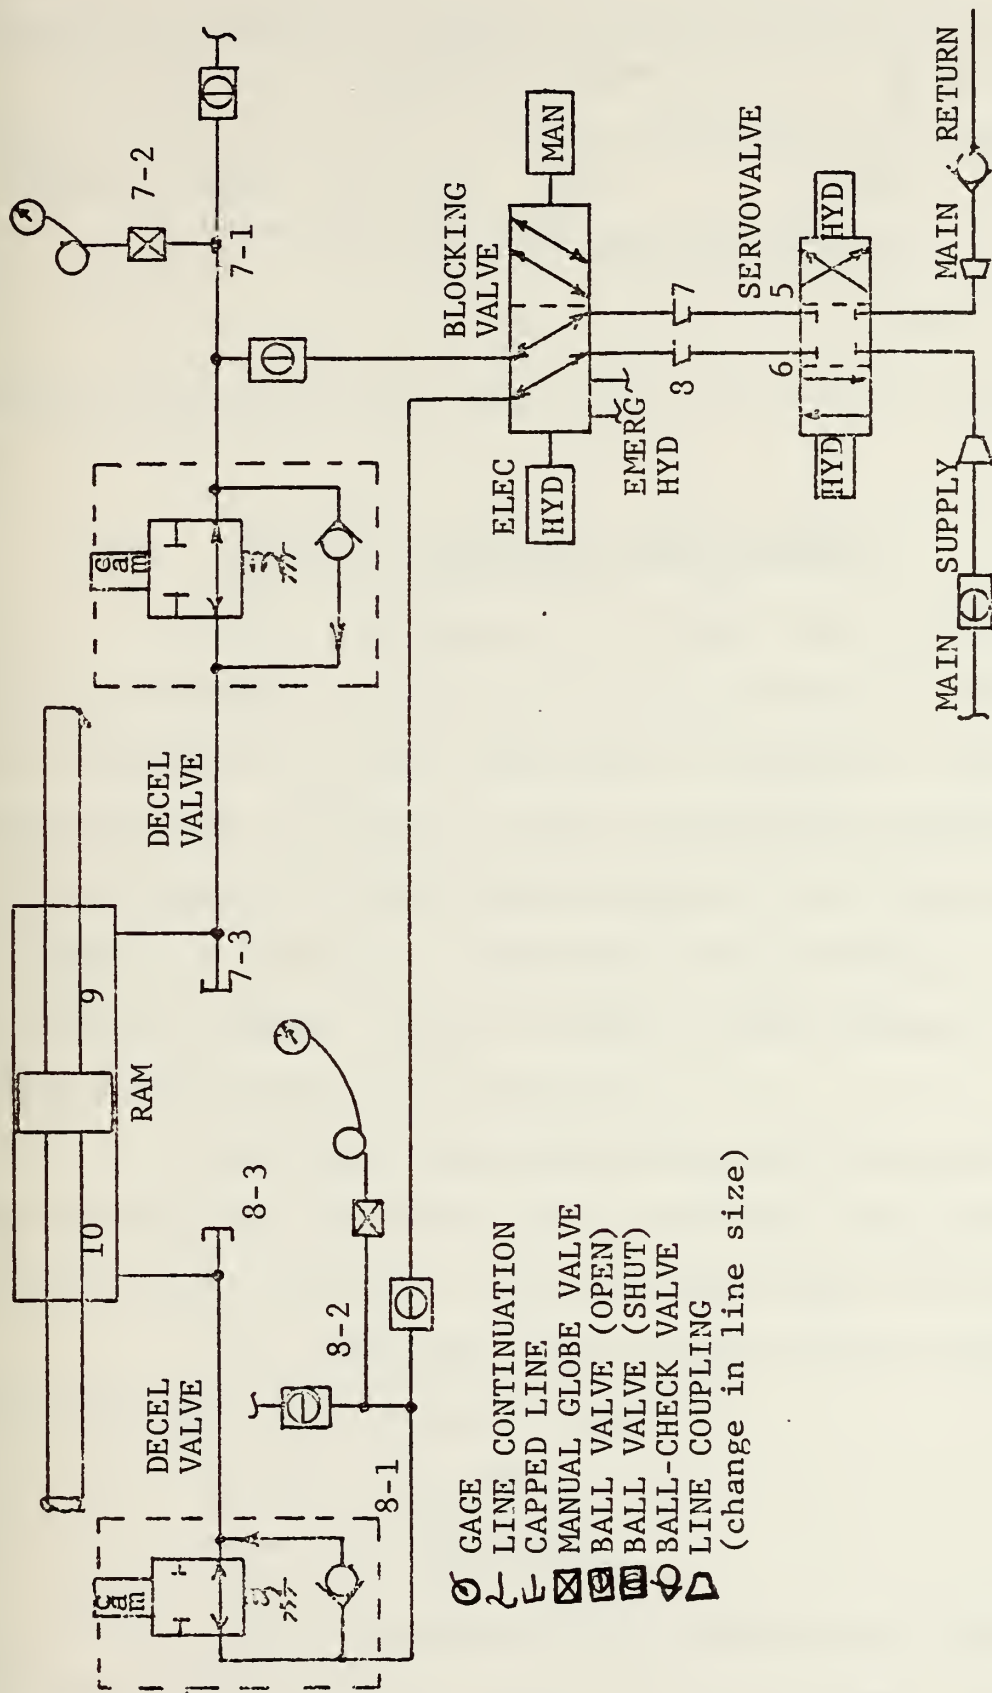 cam
7-2
7-1
DECEL
VALVE
7-3
9
RAM
10
8-3
8-2
DECEL
VALVE
cam
8-1
BLOCKING
VALVE
MAN
ELEC
HYD
EMERG
HYD
7
8
SERVOVALVE
5
6
HYD
HYD
MAIN RETURN
MAIN SUPPLY
GAGE
LINE CONTINUATION
CAPPED LINE
MANUAL GLOBE VALVE
BALL VALVE (OPEN)
BALL VALVE (SHUT)
BALL-CHECK VALVE
LINE COUPLING
(change in line size)